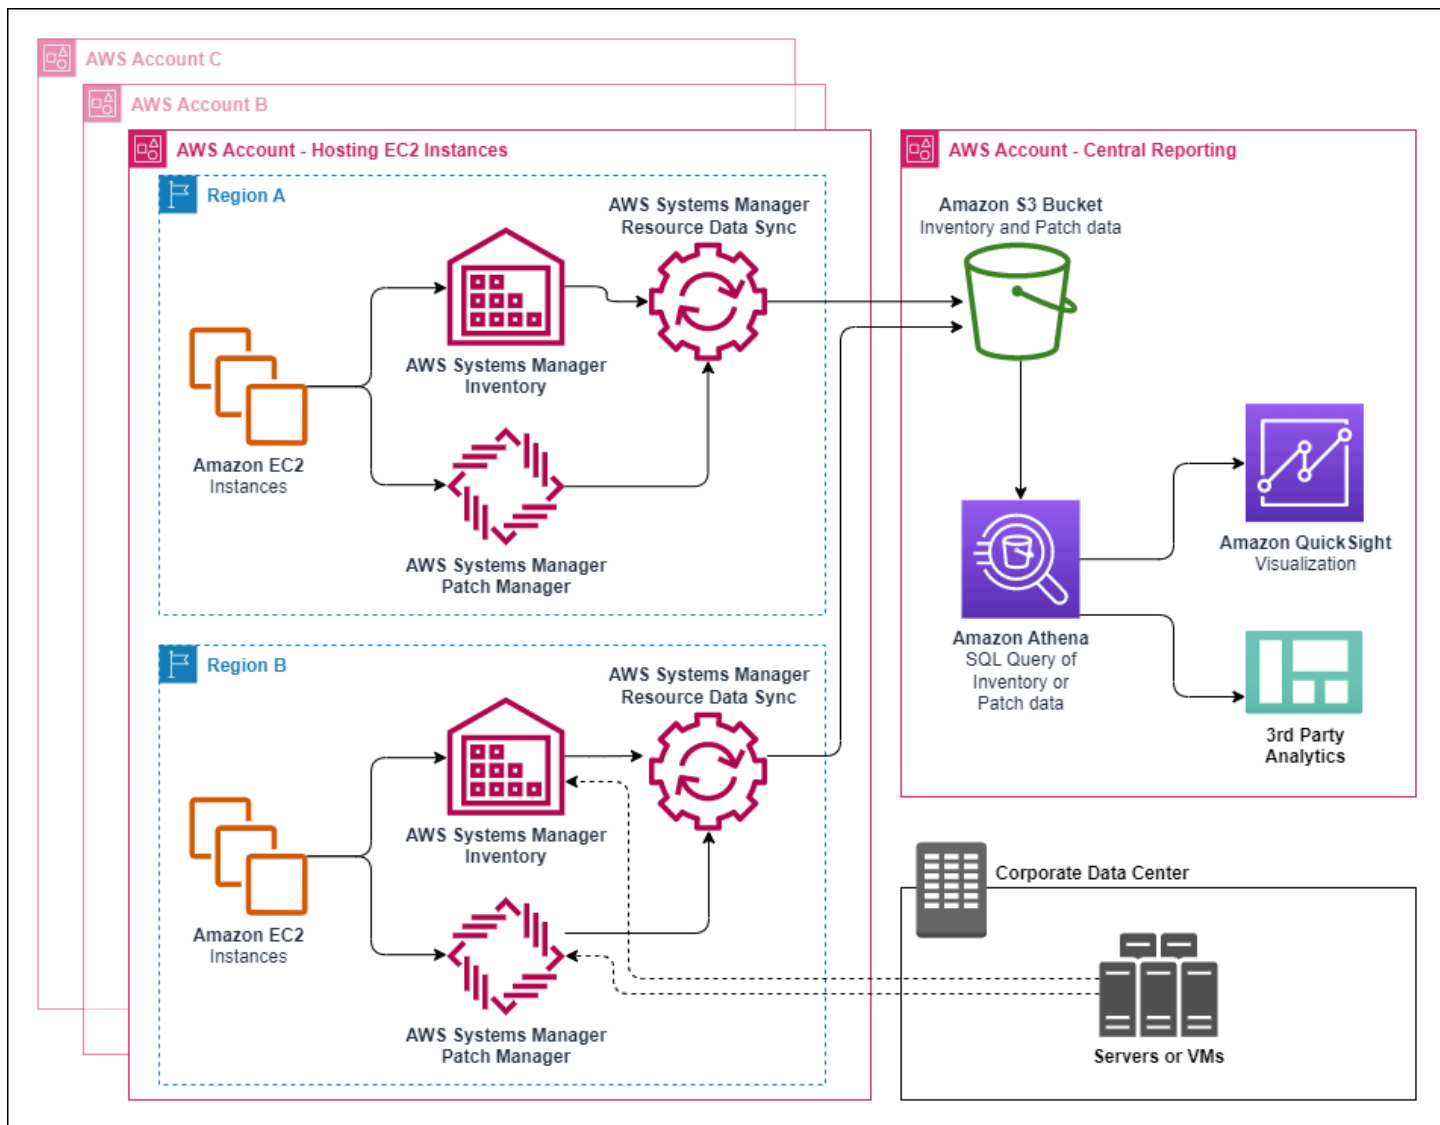 AWS Account C
AWS Account B
AWS Account - Hosting EC2 Instances
Region A
AWS Systems Manager
Resource Data Sync
AWS Systems Manager
Inventory
Amazon EC2
Instances
AWS Systems Manager
Patch Manager
Region B
AWS Systems Manager
Resource Data Sync
AWS Systems Manager
Inventory
Amazon EC2
Instances
AWS Systems Manager
Patch Manager
AWS Account - Central Reporting
Amazon S3 Bucket
Inventory and Patch data
Amazon QuickSight
Visualization
Amazon Athena
SQL Query of
Inventory or
Patch data
3rd Party
Analytics
Corporate Data Center
Servers or VMs